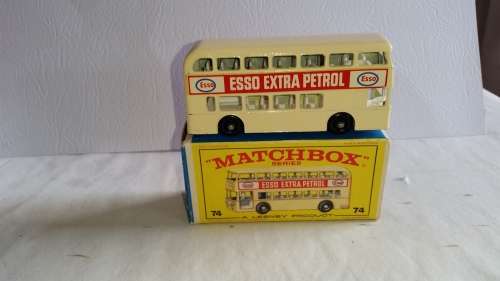 Esso ESSO EXTRA PETROL Esso
"MATCHBOX"
SERIES
ESSO EXTRA PETROL
74 74
A LESNEY PRODUCT